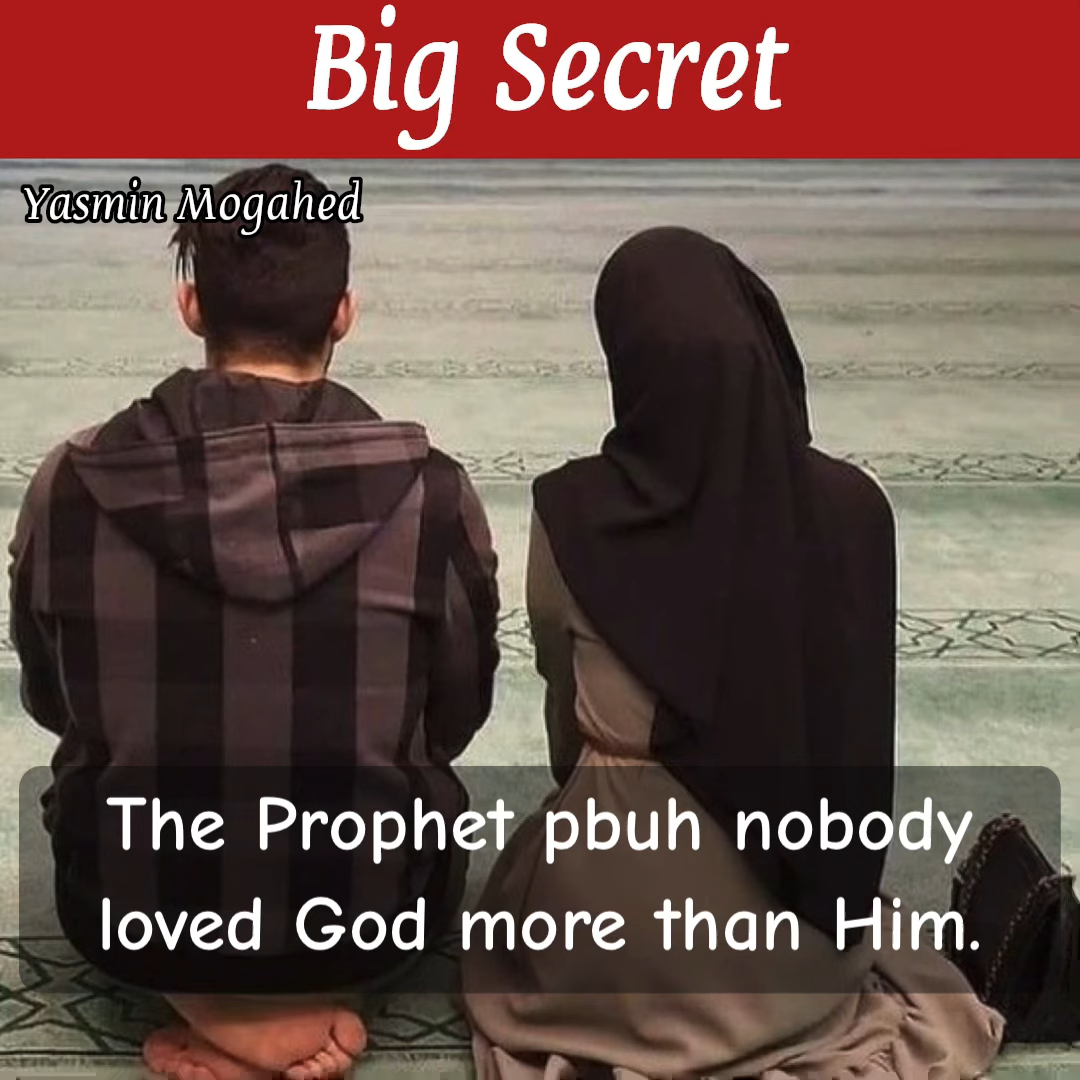 Big Secret
Yasmin Mogahed
The Prophet pbuh nobody
loved God more than Him.